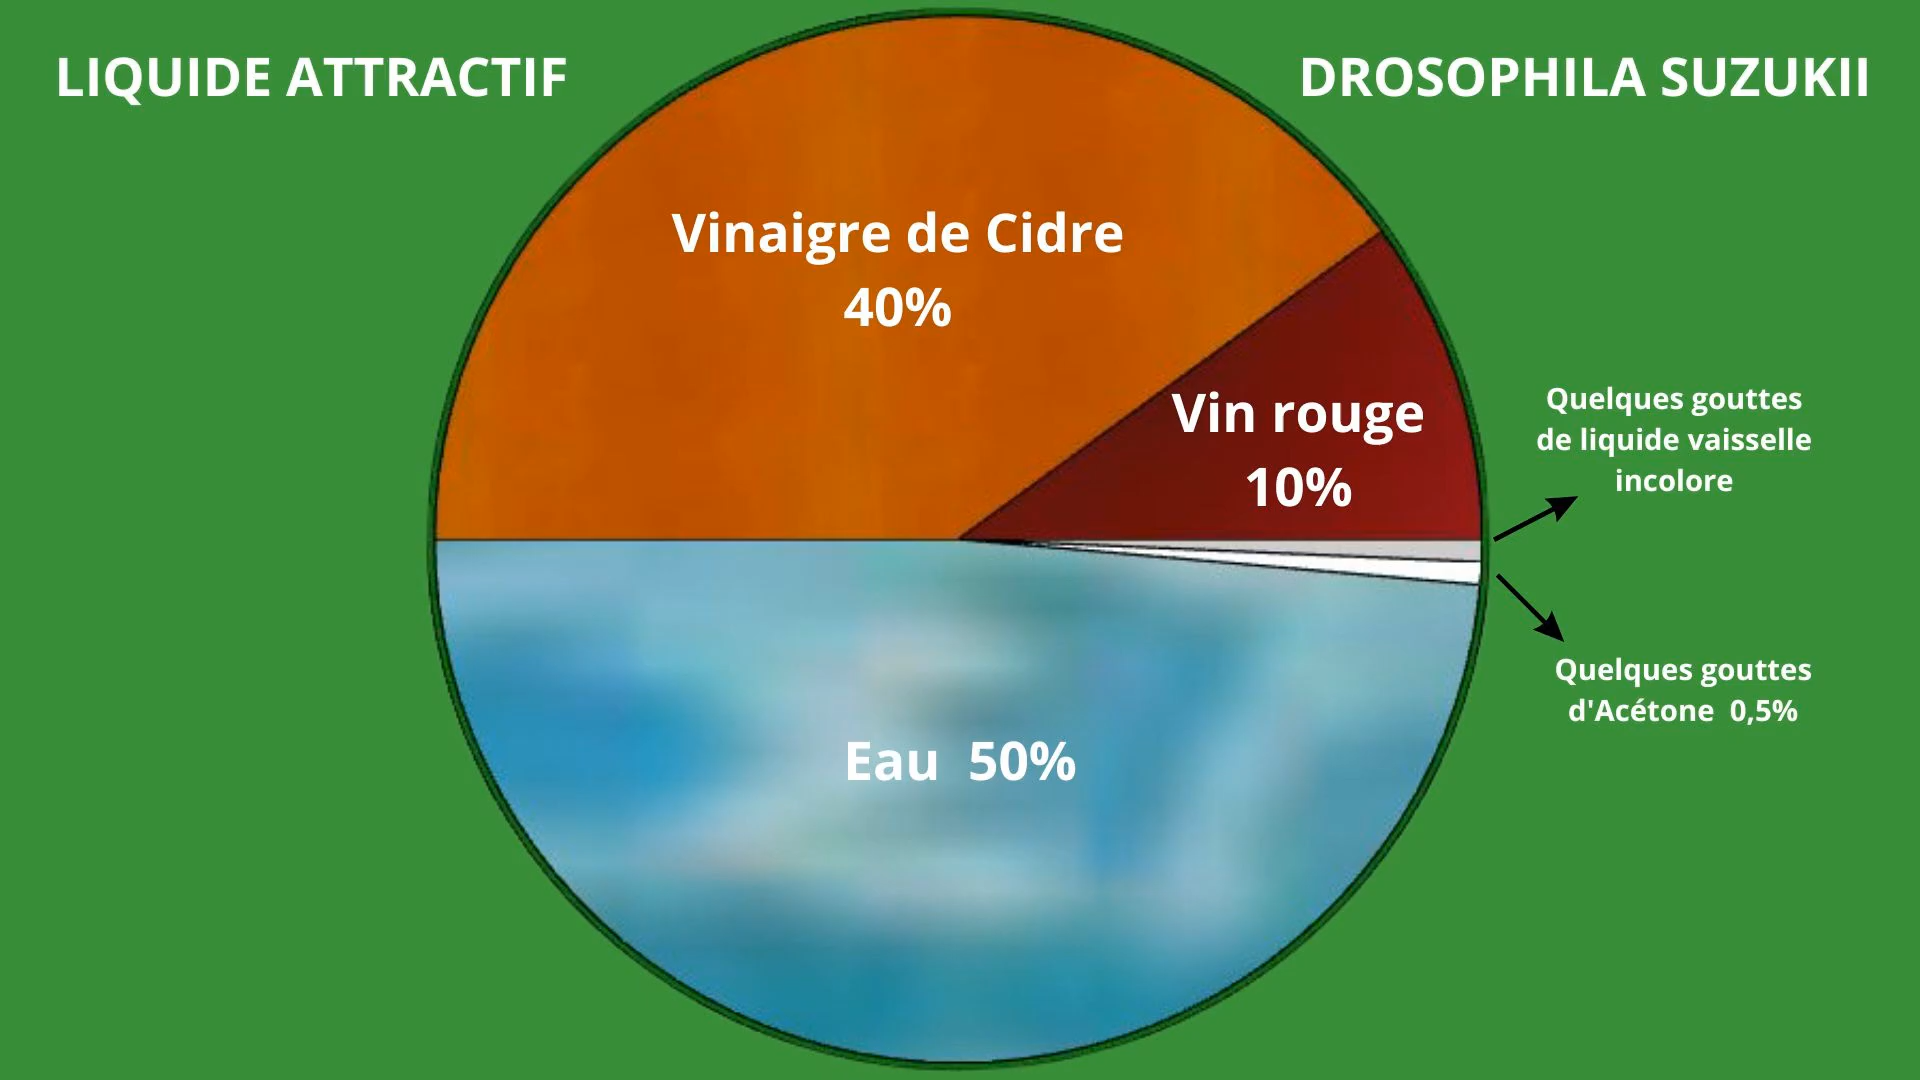 LIQUIDE ATTRACTIF
DROSOPHILA SUZUKII
Vinaigre de Cidre
40%
Vin rouge
10%
Quelques gouttes
de liquide vaisselle
incolore
Quelques gouttes
d'Acétone 0,5%
Eau 50%